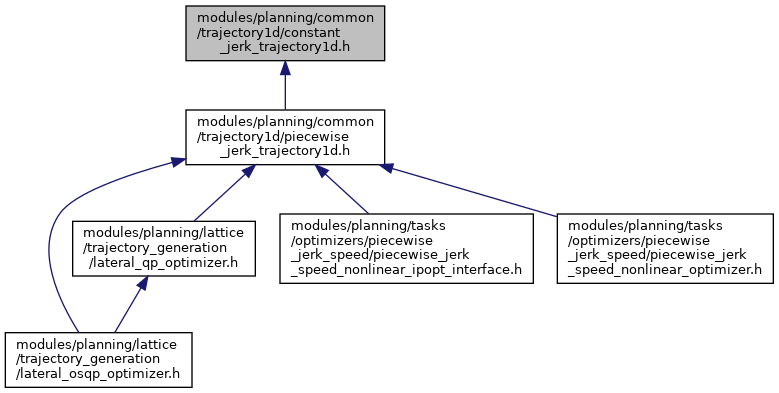 modules/planning/common
/trajectory1d/constant
_jerk_trajectory1d.h
modules/planning/common
/trajectory1d/piecewise
_jerk_trajectory1d.h
modules/planning/lattice
/trajectory_generation
/lateral_qp_optimizer.h
modules/planning/tasks
/optimizers/piecewise
_jerk_speed/piecewise_jerk
_speed_nonlinear_ipopt_interface.h
modules/planning/tasks
/optimizers/piecewise
_jerk_speed/piecewise_jerk
_speed_nonlinear_optimizer.h
modules/planning/lattice
/trajectory_generation
/lateral_osqp_optimizer.h